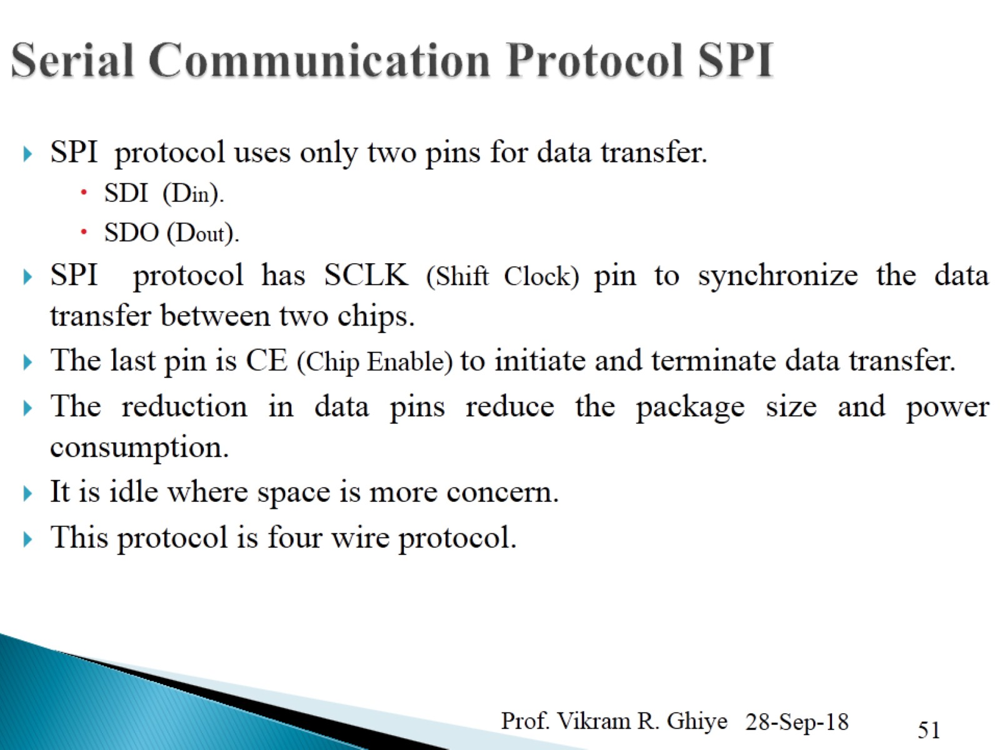 Serial Communication Protocol SPI
SPI protocol uses only two pins for data transfer.
SDI (Din).
SDO (Dout).
SPI protocol has SCLK (Shift Clock) pin to synchronize the data
transfer between two chips.
The last pin is CE (Chip Enable) to initiate and terminate data transfer.
The reduction in data pins reduce the package size and power
consumption.
It is idle where space is more concern.
This protocol is four wire protocol.
Prof. Vikram R. Ghiye 28-Sep-18 51